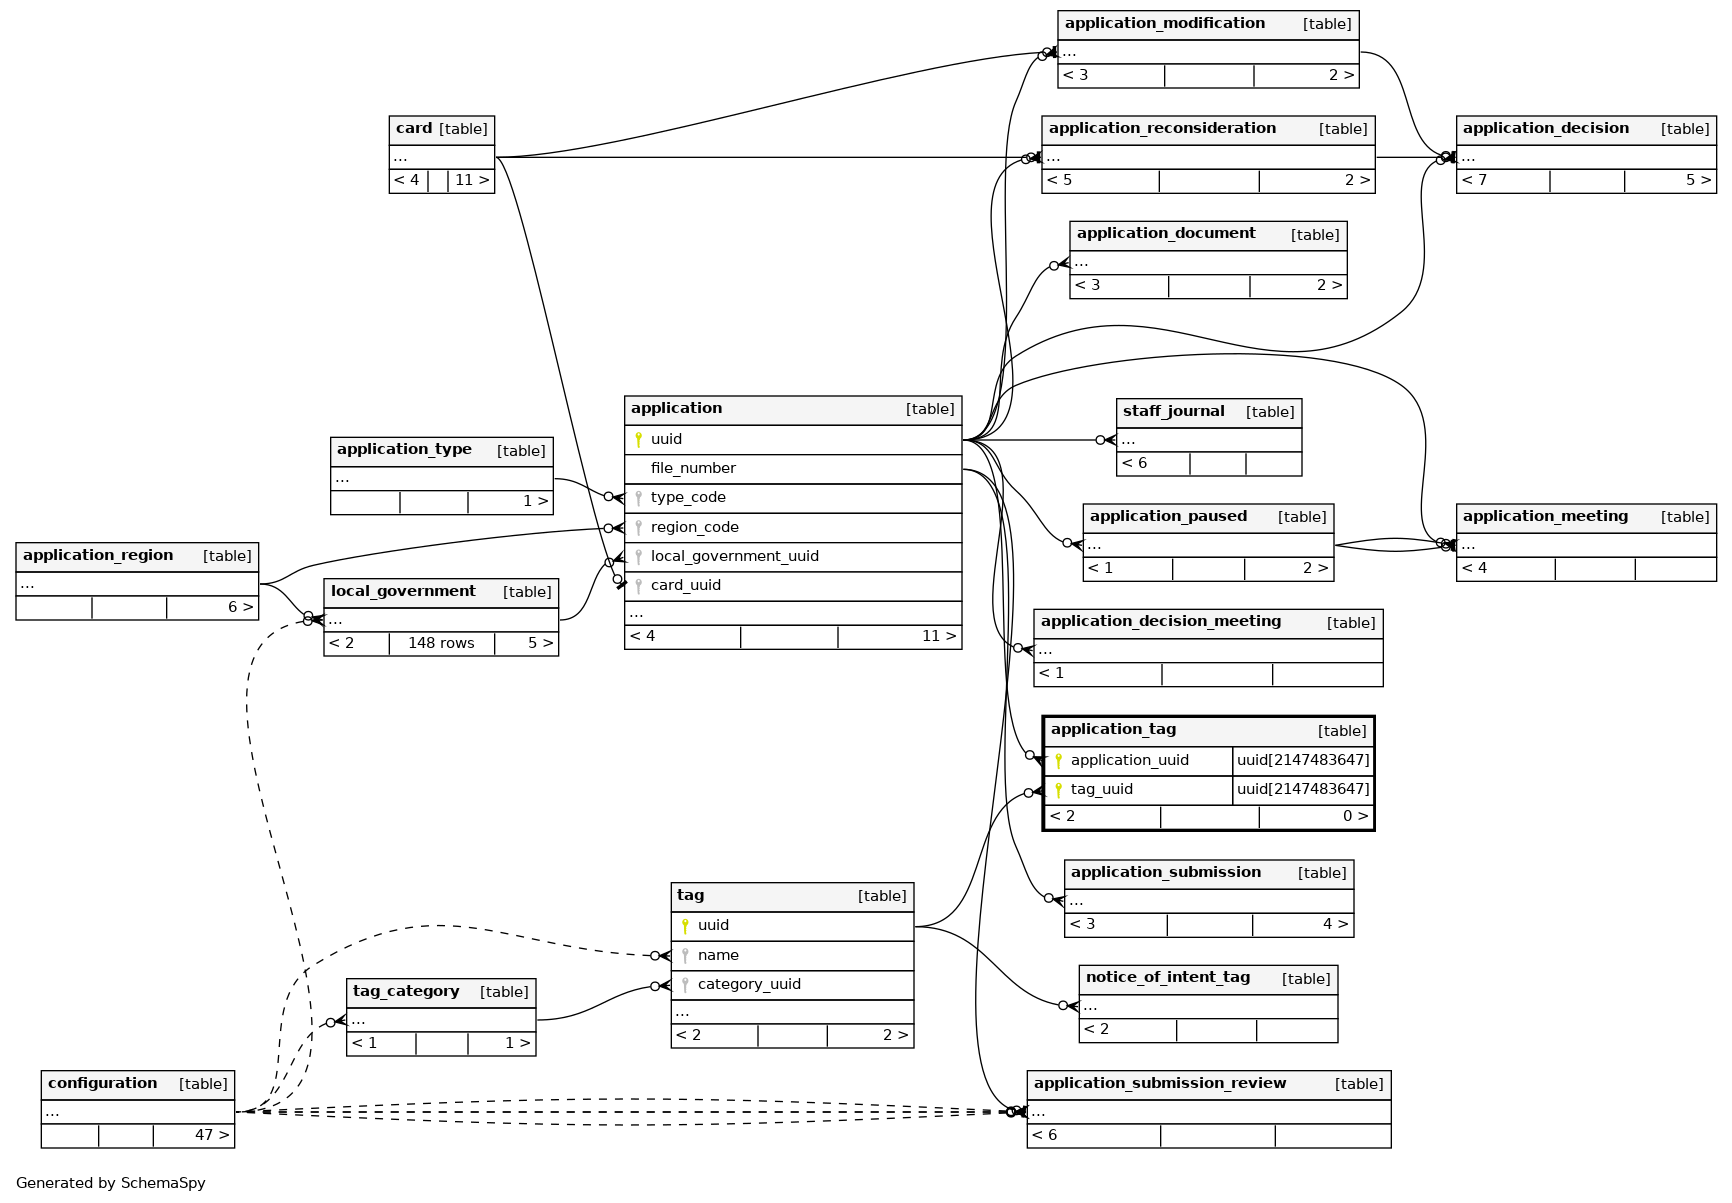 application_modification [table]
...
< 3 2 >
card [table]
...
< 4 11 >
application_reconsideration [table]
...
< 5 2 >
application_decision [table]
...
< 7 5 >
application_document [table]
...
< 3 2 >
application [table]
uuid
file_number
type_code
region_code
local_government_uuid
card_uuid
...
< 4 11 >
staff_journal [table]
...
< 6
application_type [table]
...
1 >
application_paused [table]
...
< 1 2 >
application_meeting [table]
...
< 4
application_region [table]
...
6 >
local_government [table]
...
< 2 148 rows 5 >
application_decision_meeting [table]
...
< 1
application_tag [table]
application_uuid uuid[2147483647]
tag_uuid uuid[2147483647]
< 2 0 >
application_submission [table]
...
< 3 4 >
tag [table]
uuid
name
category_uuid
...
< 2 2 >
notice_of_intent_tag [table]
...
< 2
tag_category [table]
...
< 1 1 >
configuration [table]
...
47 >
application_submission_review [table]
...
< 6
Generated by SchemaSpy